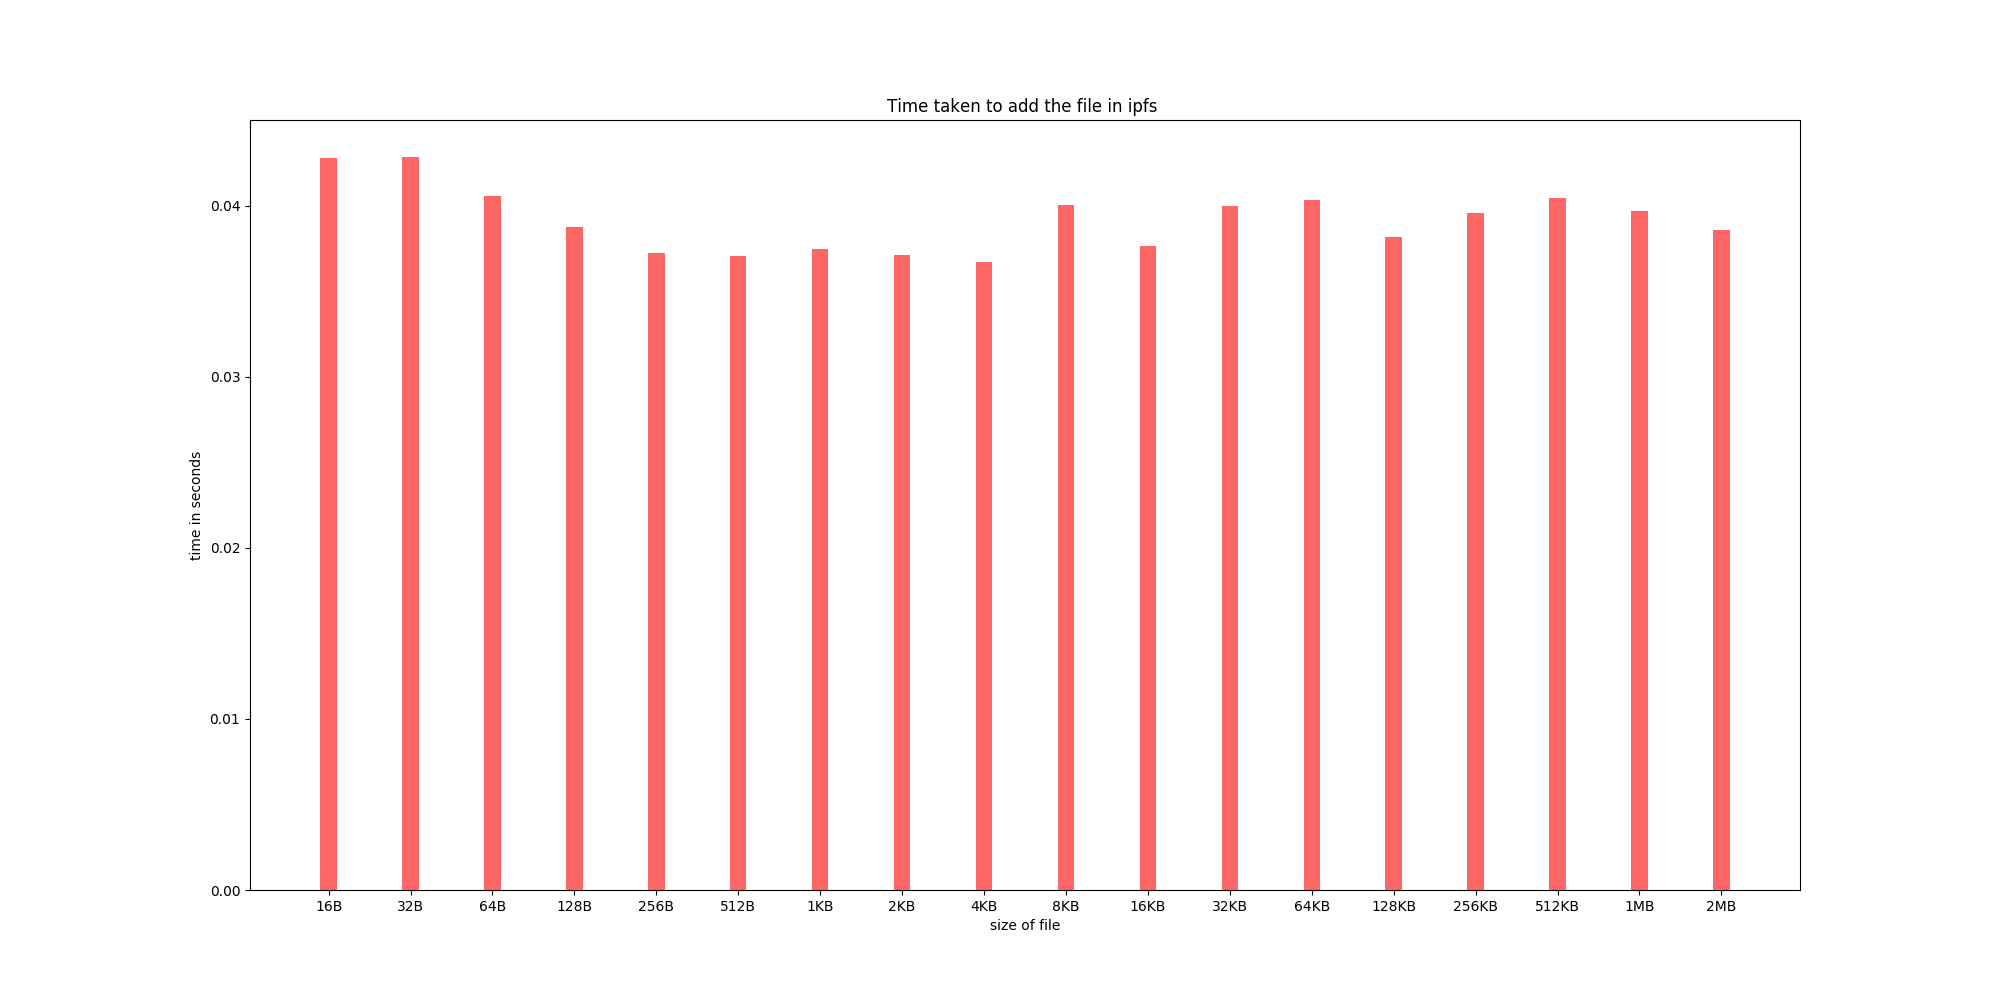 Time taken to add the file in ipfs
0.04
0.03
0.02
0.01
0.00
time in seconds
16B 32B 64B 128B 256B 512B 1KB 2KB 4KB 8KB 16KB 32KB 64KB 128KB 256KB 512KB 1MB 2MB
size of file